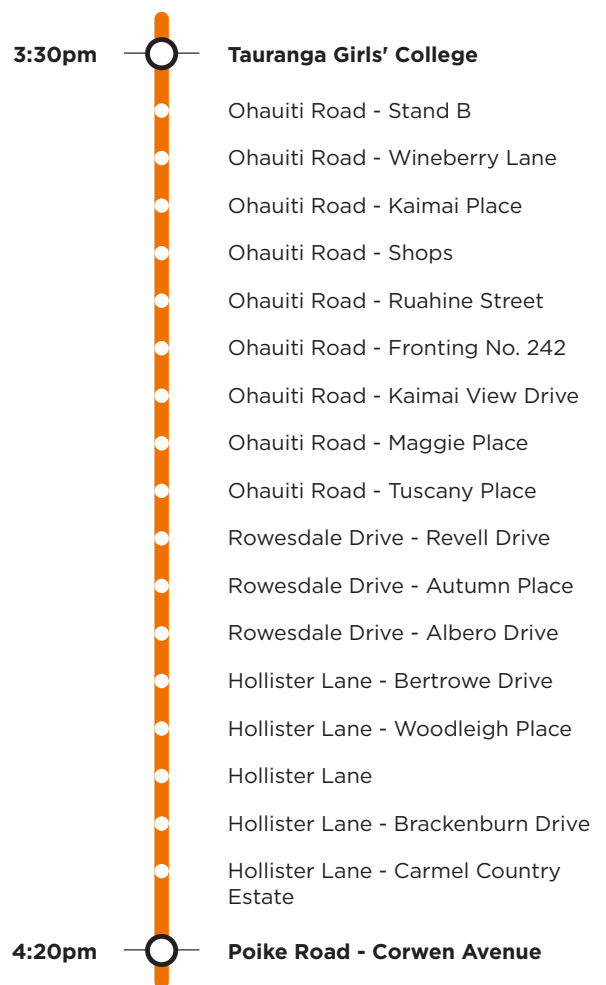 3:30pm Tauranga Girls' College
Ohauiti Road - Stand B
Ohauiti Road - Wineberry Lane
Ohauiti Road - Kaimai Place
Ohauiti Road - Shops
Ohauiti Road - Ruahine Street
Ohauiti Road - Fronting No. 242
Ohauiti Road - Kaimai View Drive
Ohauiti Road - Maggie Place
Ohauiti Road - Tuscany Place
Rowesdale Drive - Revell Drive
Rowesdale Drive - Autumn Place
Rowesdale Drive - Albero Drive
Hollister Lane - Bertrowe Drive
Hollister Lane - Woodleigh Place
Hollister Lane
Hollister Lane - Brackenburn Drive
Hollister Lane - Carmel Country
Estate
4:20pm Poike Road - Corwen Avenue